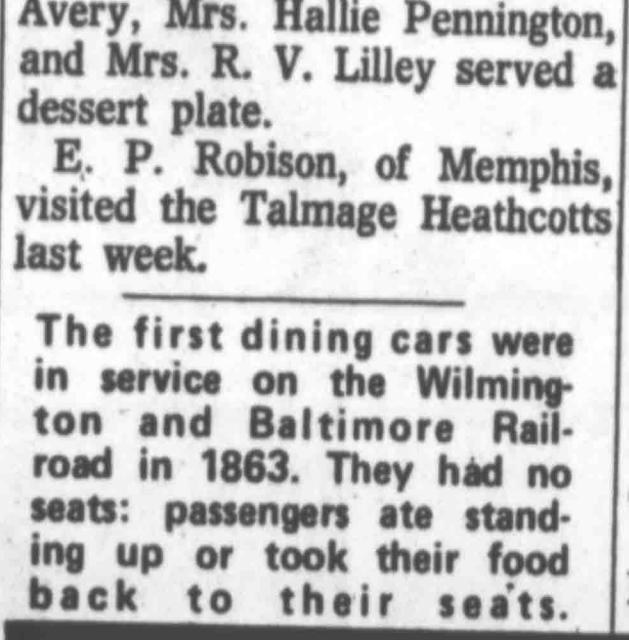 Avery, Mrs. Hallie Pennington,
and Mrs. R. V. Lilley served a
dessert plate.
E. P. Robison, of Memphis,
visited the Talmage Heathcotts
last week.
The first dining cars were
in service on the Wilming-
ton and Baltimore Rail-
road in 1863. They had no
seats: passengers ate stand-
ing up or took their food
back to their seats.